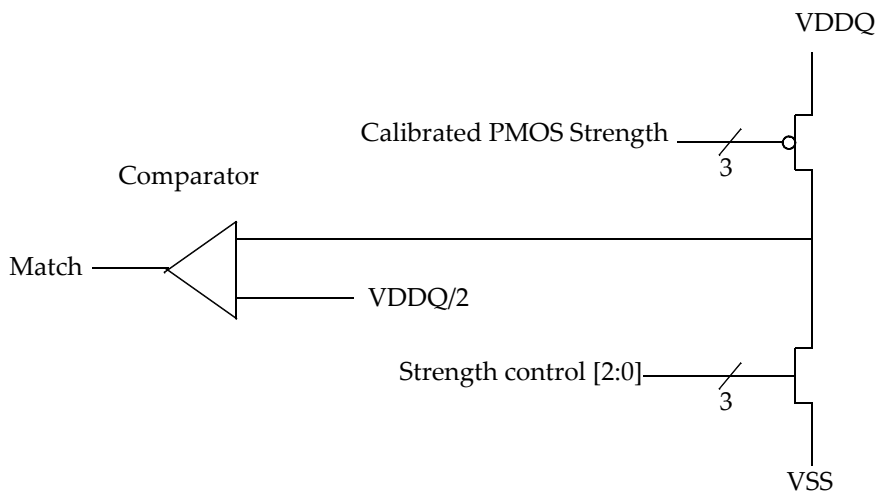 VDDQ
Calibrated PMOS Strength
3
Comparator
Match
VDDQ/2
Strength control [2:0]
3
VSS